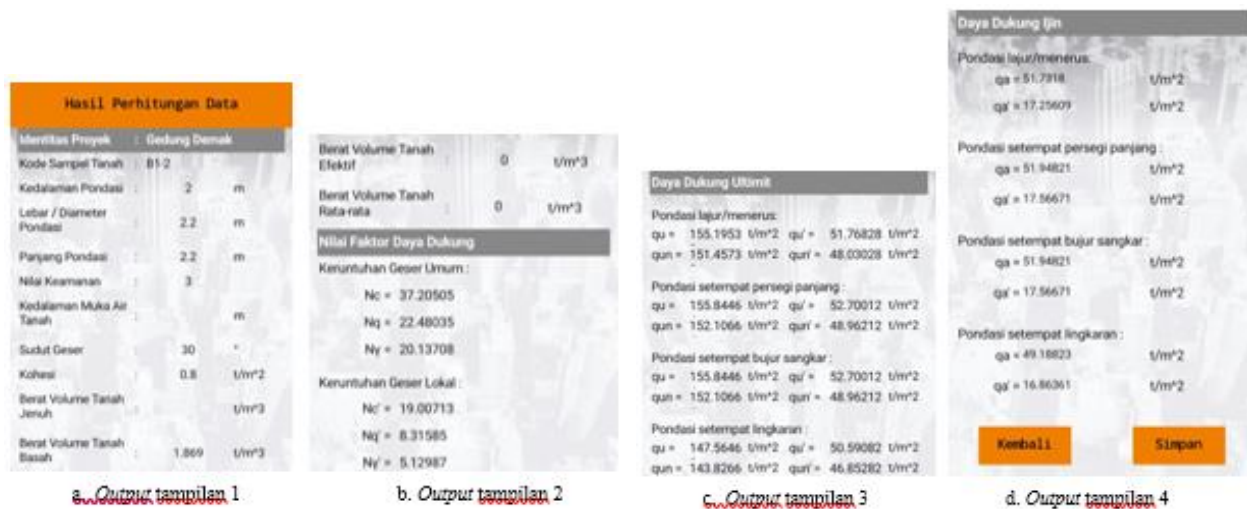 Hasil Perhitungan Data
Identitas Proyek : Gedung Demak
Kode Sampel Tanah : B1-2
Kedalaman Pondasi : 2 m
Lebar / Diameter
Pondasi : 2.2 m
Panjang Pondasi : 2.2 m
Nilai Keamanan : 3
Kedalaman Muka Air
Tanah : m
Sudut Geser : 30 °
Kohesi : 0.8 t/m^2
Berat Volume Tanah
Jenuh : t/m^3
Berat Volume Tanah
Basah : 1.869 t/m^3
a. Output tampilan 1
Berat Volume Tanah
Efektif : 0 t/m^3
Berat Volume Tanah
Rata-rata : 0 t/m^3
Nilai Faktor Daya Dukung
Keruntuhan Geser Umum :
Nc = 37.20505
Nq = 22.48035
Ny = 20.13708
Keruntuhan Geser Lokal :
Nc' = 19.00713
Nq' = 8.31585
Ny' = 5.12987
b. Output tampilan 2
Daya Dukung Ultimit
Pondasi lajur/menerus:
qu = 155.1953 t/m^2 qu' = 51.76828 t/m^2
qun = 151.4573 t/m^2 qun' = 48.03028 t/m^2
Pondasi setempat persegi panjang :
qu = 155.8446 t/m^2 qu' = 52.70012 t/m^2
qun = 152.1066 t/m^2 qun' = 48.96212 t/m^2
Pondasi setempat bujur sangkar :
qu = 155.8446 t/m^2 qu' = 52.70012 t/m^2
qun = 152.1066 t/m^2 qun' = 48.96212 t/m^2
Pondasi setempat lingkaran :
qu = 147.5646 t/m^2 qu' = 50.59082 t/m^2
qun = 143.8266 t/m^2 qun' = 46.85282 t/m^2
c. Output tampilan 3
Daya Dukung Ijin
Pondasi lajur/menerus:
qa = 51.7318 t/m^2
qa' = 17.25609 t/m^2
Pondasi setempat persegi panjang :
qa = 51.94821 t/m^2
qa' = 17.56671 t/m^2
Pondasi setempat bujur sangkar :
qa = 51.94821 t/m^2
qa' = 17.56671 t/m^2
Pondasi setempat lingkaran :
qa = 49.18823 t/m^2
qa' = 16.86361 t/m^2
Kembali Simpan
d. Output tampilan 4